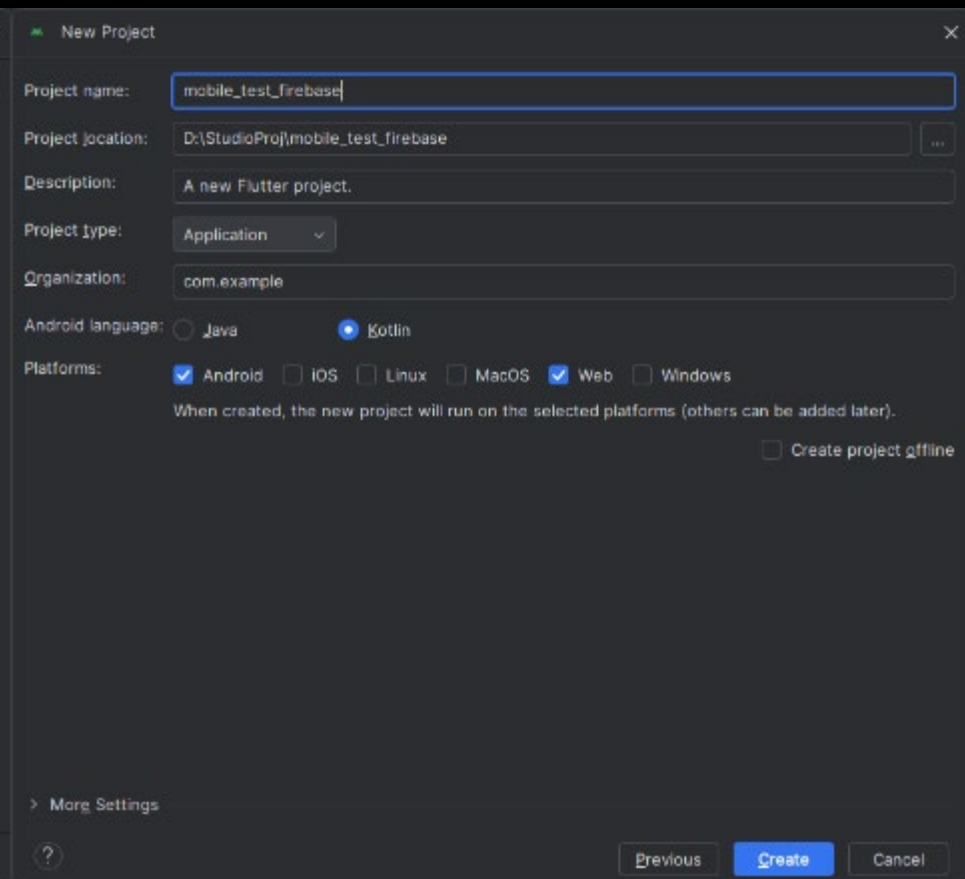 New Project
Project name: mobile_test_firebase
Project location: D:\StudioProj\mobile_test_firebase ...
Description: A new Flutter project.
Project type: Application
Organization: com.example
Android language: Java Kotlin
Platforms: Android iOS Linux MacOS Web Windows
When created, the new project will run on the selected platforms (others can be added later).
Create project offline
More Settings
? Previous Create Cancel